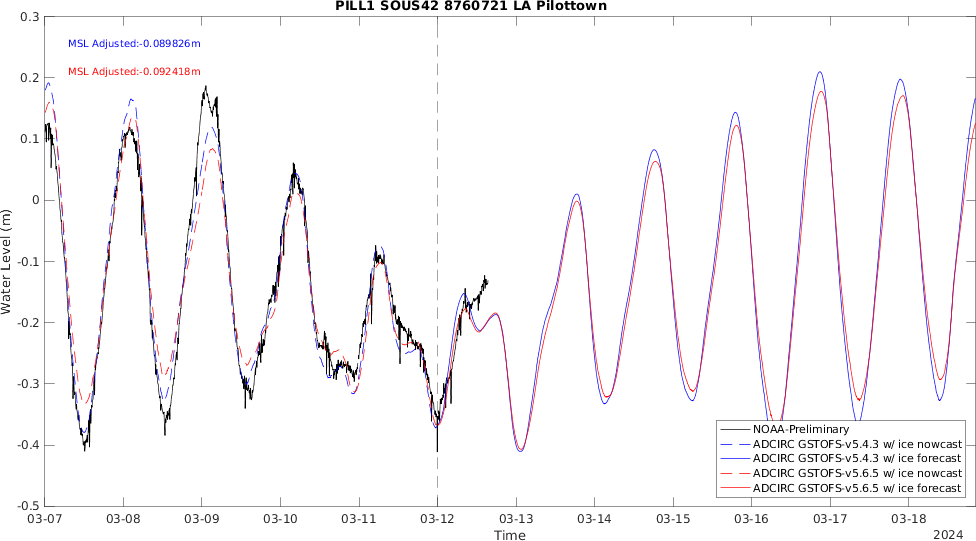 PILL1 SOUS42 8760721 LA Pilottown
MSL Adjusted:-0.089826m
MSL Adjusted:-0.092418m
0.3
0.2
0.1
0
-0.1
-0.2
-0.3
-0.4
-0.5
Water Level (m)
NOAA-Preliminary
ADCIRC GSTOFS-v5.4.3 w/ ice nowcast
ADCIRC GSTOFS-v5.4.3 w/ ice forecast
ADCIRC GSTOFS-v5.6.5 w/ ice nowcast
ADCIRC GSTOFS-v5.6.5 w/ ice forecast
03-07 03-08 03-09 03-10 03-11 03-12 03-13 03-14 03-15 03-16 03-17 03-18
Time
2024